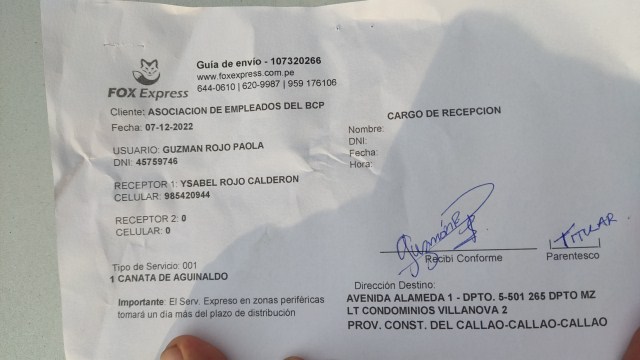 Guía de envío - 107320266
www.foxexpress.com.pe
644-0610 | 620-9987 | 959 176106
FOX Express
Cliente: ASOCIACION DE EMPLEADOS DEL BCP
Fecha: 07-12-2022
USUARIO: GUZMAN ROJO PAOLA
DNI: 45759746
RECEPTOR 1: YSABEL ROJO CALDERON
CELULAR: 985420944
RECEPTOR 2: 0
CELULAR: 0
Tipo de Servicio: 001
1 CANATA DE AGUINALDO
Importante: El Serv. Expreso en zonas periféricas
tomará un día más del plazo de distribución
CARGO DE RECEPCION
Nombre:
DNI:
Fecha:
Hora:
TITULAR
Recibi Conforme
Parentesco
Dirección Destino:
AVENIDA ALAMEDA 1 - DPTO. 5-501 265 DPTO MZ
LT CONDOMINIOS VILLANOVA 2
PROV. CONST. DEL CALLAO-CALLAO-CALLAO